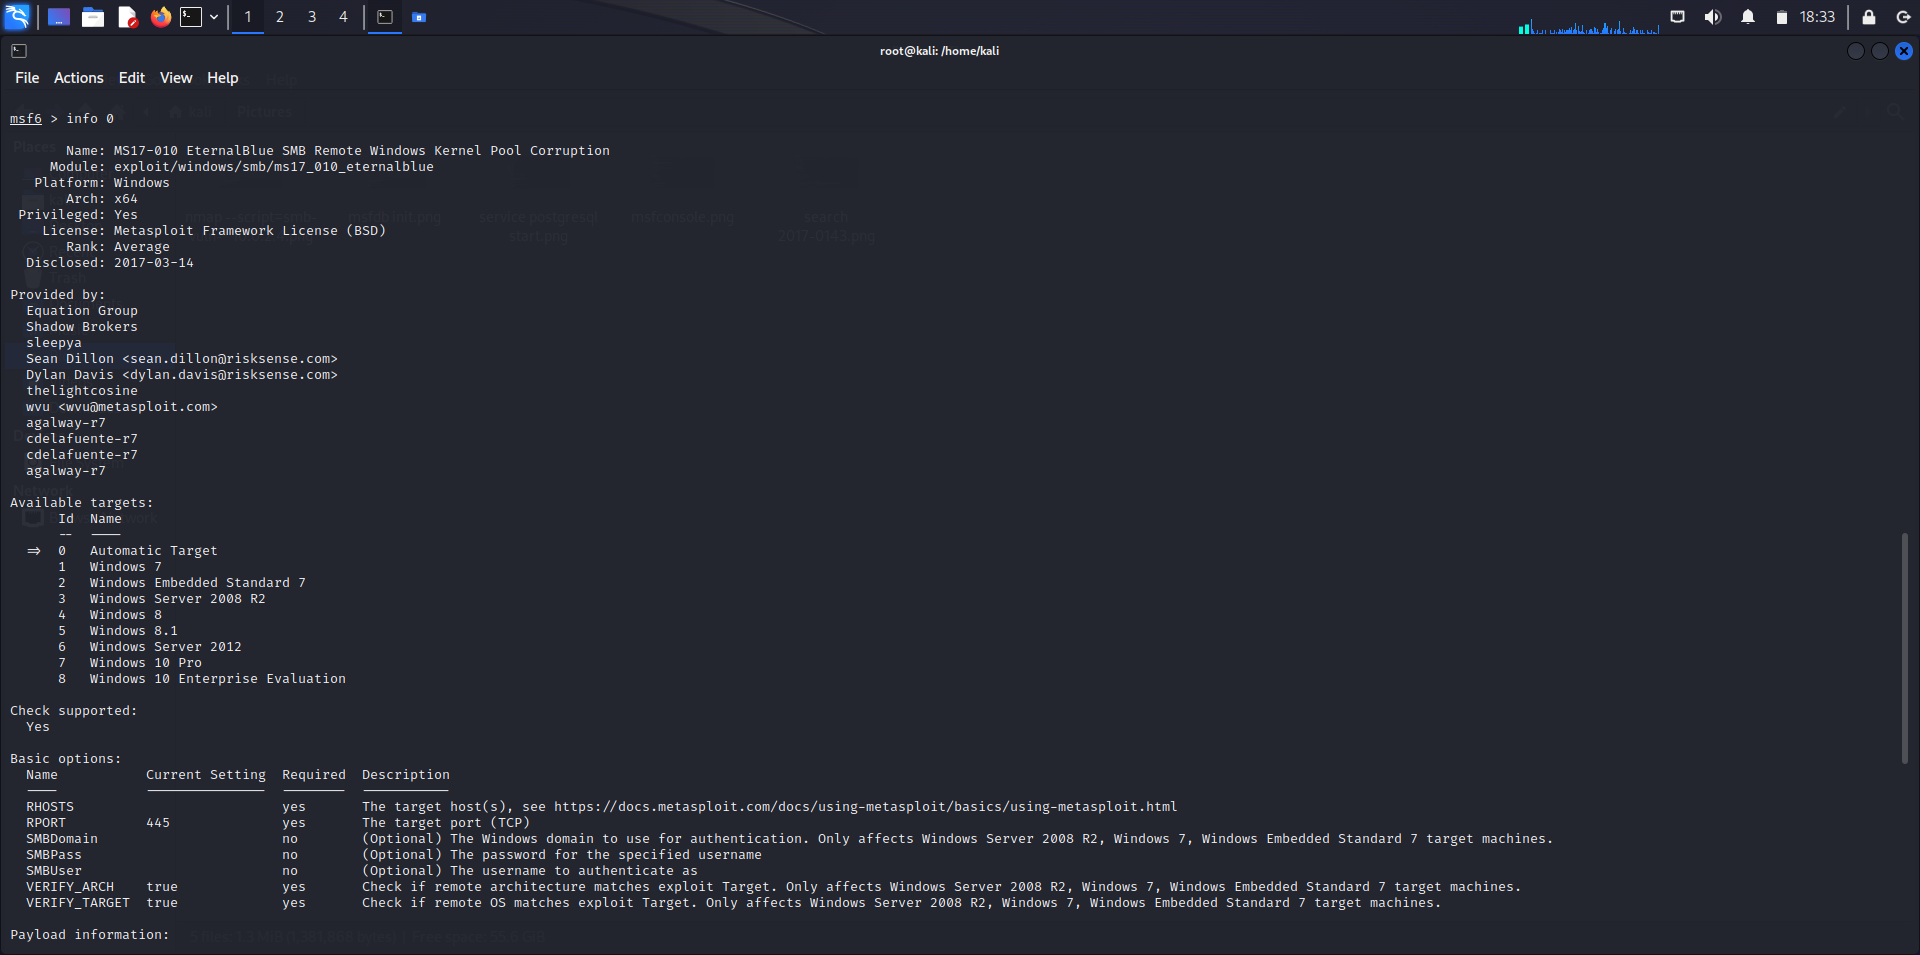 1 2 3 4 18:33
root@kali: /home/kali
File Actions Edit View Help
msf6 > info 0
Name: MS17-010 EternalBlue SMB Remote Windows Kernel Pool Corruption
Module: exploit/windows/smb/ms17_010_eternalblue
Platform: Windows
Arch: x64
Privileged: Yes
License: Metasploit Framework License (BSD)
Rank: Average
Disclosed: 2017-03-14
Provided by:
Equation Group
Shadow Brokers
sleepya
Sean Dillon <sean.dillon@risksense.com>
Dylan Davis <dylan.davis@risksense.com>
thelightcosine
wvu <wvu@metasploit.com>
agalway-r7
cdelafuente-r7
cdelafuente-r7
agalway-r7
Available targets:
Id Name
-- ----
=> 0 Automatic Target
1 Windows 7
2 Windows Embedded Standard 7
3 Windows Server 2008 R2
4 Windows 8
5 Windows 8.1
6 Windows Server 2012
7 Windows 10 Pro
8 Windows 10 Enterprise Evaluation
Check supported:
Yes
Basic options:
Name Current Setting Required Description
---- --------------- -------- -----------
RHOSTS yes The target host(s), see https://docs.metasploit.com/docs/using-metasploit/basics/using-metasploit.html
RPORT 445 yes The target port (TCP)
SMBDomain no (Optional) The Windows domain to use for authentication. Only affects Windows Server 2008 R2, Windows 7, Windows Embedded Standard 7 target machines.
SMBPass no (Optional) The password for the specified username
SMBUser no (Optional) The username to authenticate as
VERIFY_ARCH true yes Check if remote architecture matches exploit Target. Only affects Windows Server 2008 R2, Windows 7, Windows Embedded Standard 7 target machines.
VERIFY_TARGET true yes Check if remote OS matches exploit Target. Only affects Windows Server 2008 R2, Windows 7, Windows Embedded Standard 7 target machines.
Payload information: